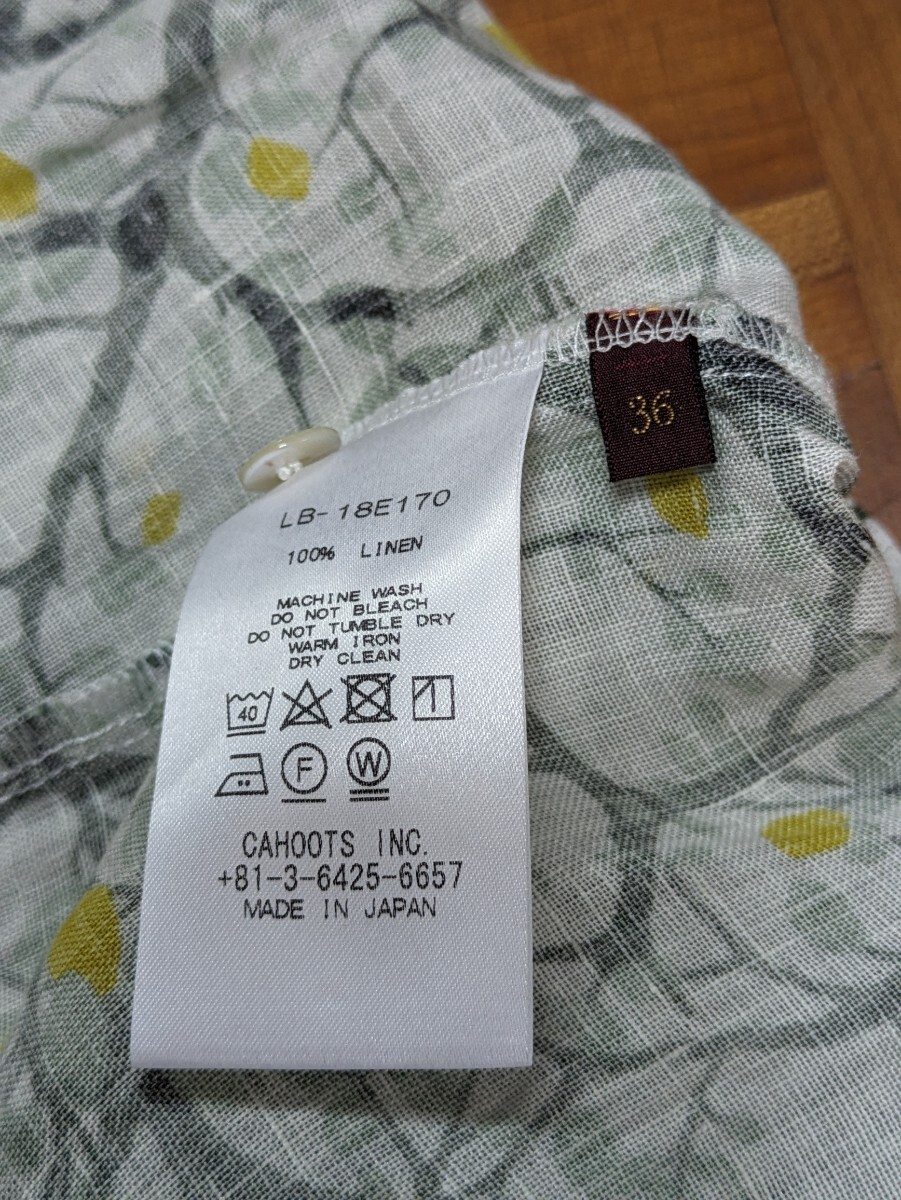 36
LB-18E170
100% LINEN
MACHINE WASH
DO NOT BLEACH
DO NOT TUMBLE DRY
WARM IRON
DRY CLEAN
40
F
W
CAHOOTS INC.
+81-3-6425-6657
MADE IN JAPAN